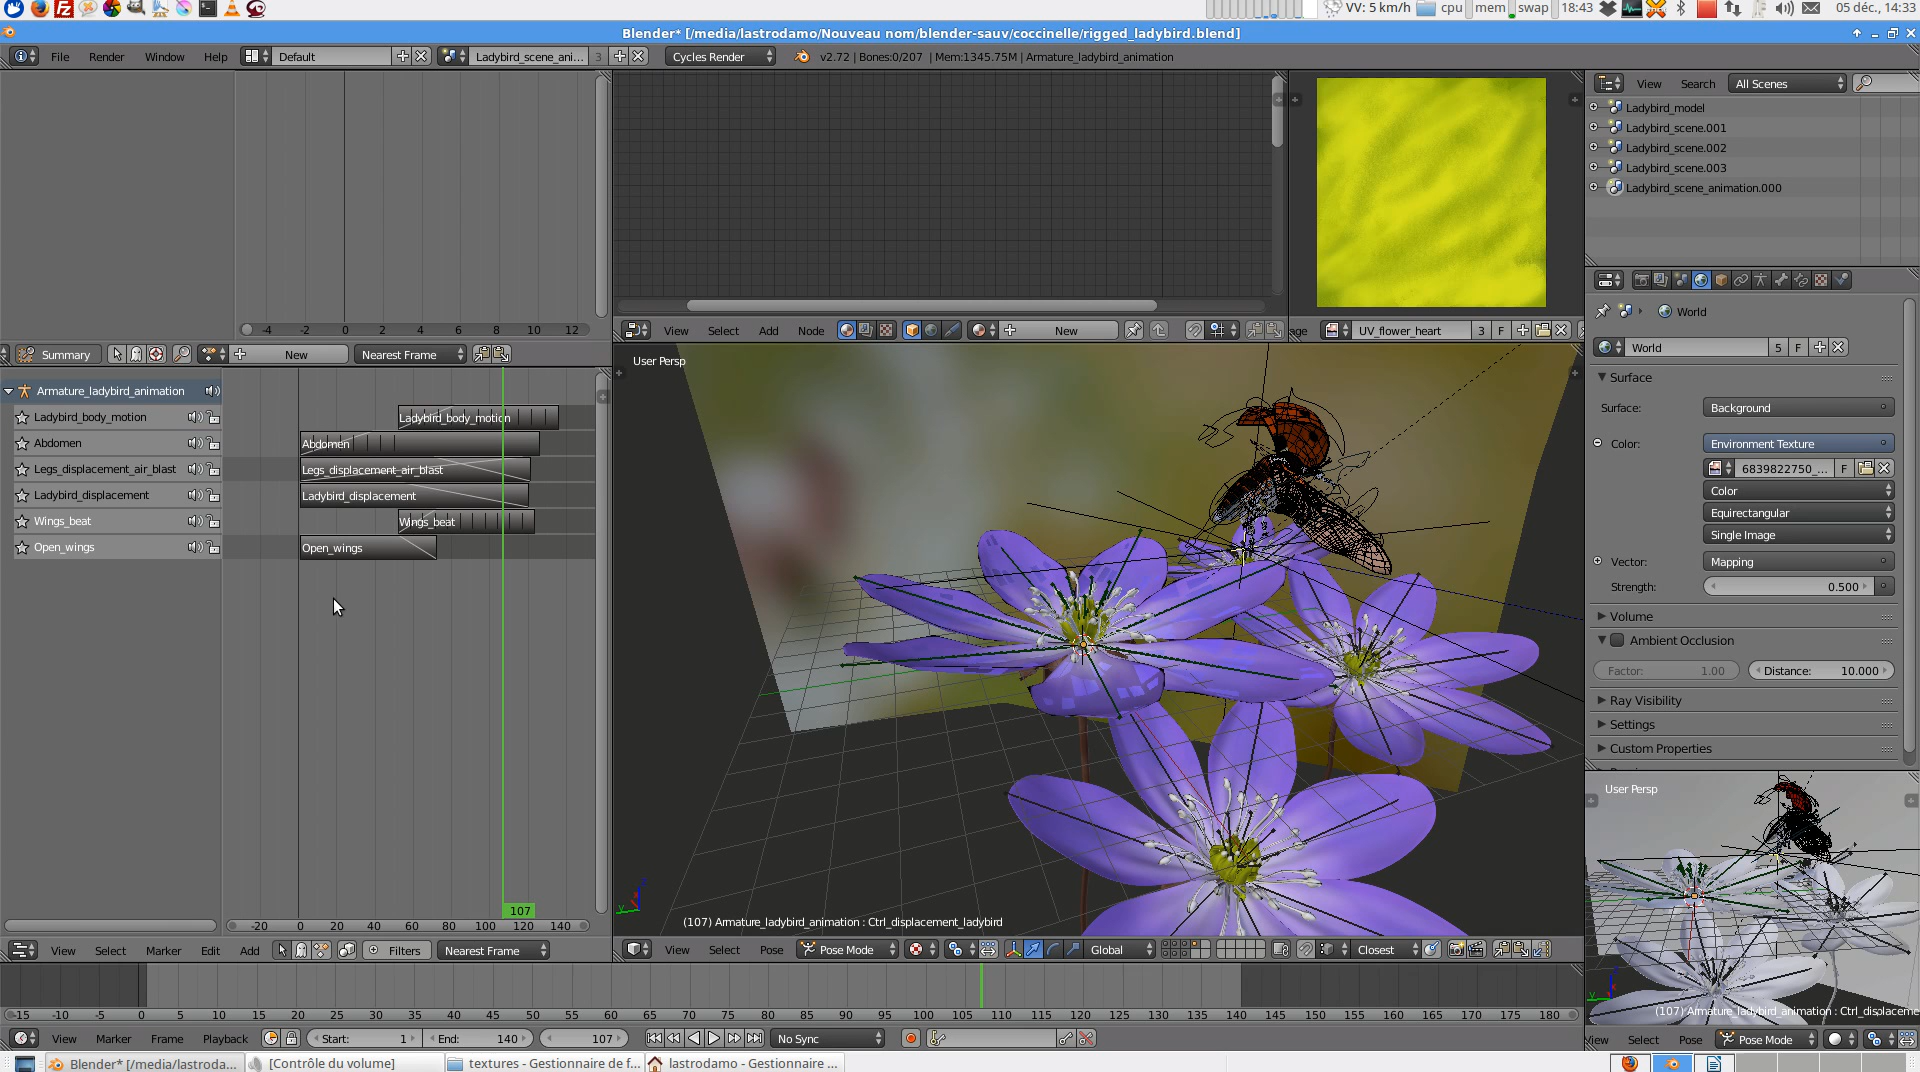 VV: 5 km/h cpu mem swap 18:43 05 déc., 14:33
Blender* [/media/lastrodamo/Nouveau nom/blender-sauv/coccinelle/rigged_ladybird.blend]
File Render Window Help Default Ladybird_scene_ani... 3 Cycles Render v2.72 | Bones:0/207 | Mem:1345.75M | Armature_ladybird_animation
View Search All Scenes
Ladybird_model
Ladybird_scene.001
Ladybird_scene.002
Ladybird_scene.003
Ladybird_scene_animation.000
-4 -2 0 2 4 6 8 10 12
Summary New Nearest Frame
View Select Add Node New
age UV_flower_heart 3 F
World
World 5 F
Surface
Surface: Background
Color: Environment Texture
6839822750_... F
Color
Equirectangular
Single Image
Vector: Mapping
Strength: 0.500
Volume
Ambient Occlusion
Factor: 1.00 Distance: 10.000
Ray Visibility
Settings
Custom Properties
Armature_ladybird_animation
Ladybird_body_motion Ladybird_body_motion
Abdomen Abdomen
Legs_displacement_air_blast Legs_displacement_air_blast
Ladybird_displacement Ladybird_displacement
Wings_beat Wings_beat
Open_wings Open_wings
107
-20 0 20 40 60 80 100 120 140
View Select Marker Edit Add Filters Nearest Frame
User Persp
(107) Armature_ladybird_animation : Ctrl_displacement_ladybird
View Select Pose Pose Mode Global Closest
User Persp
(107) Armature_ladybird_animation : Ctrl_displaceme
View Select Pose Pose Mode
-15 -10 -5 0 5 10 15 20 25 30 35 40 45 50 55 60 65 70 75 80 85 90 95 100 105 110 115 120 125 130 135 140 145 150 155 160 165 170 175 180
View Marker Frame Playback Start: 1 End: 140 107 No Sync
Blender* [/media/lastroda... [Contrôle du volume] textures - Gestionnaire de f... lastrodamo - Gestionnaire ...